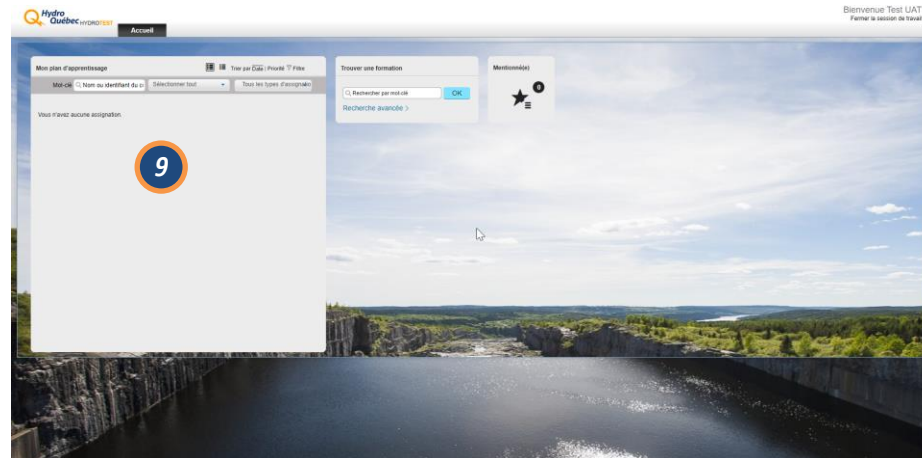 Hydro
Québec HYDROTEST
Accueil
Bienvenue Test UAT
Fermer la session de travail
Mon plan d'apprentissage
Trier par Date | Priorité Filtre
Mot-clé Nom ou identifiant du co Sélectionner tout Tous les types d'assignatio
Vous n'avez aucune assignation.
9
Trouver une formation
Rechercher par mot-clé OK
Recherche avancée >
Mentionné(e)
0